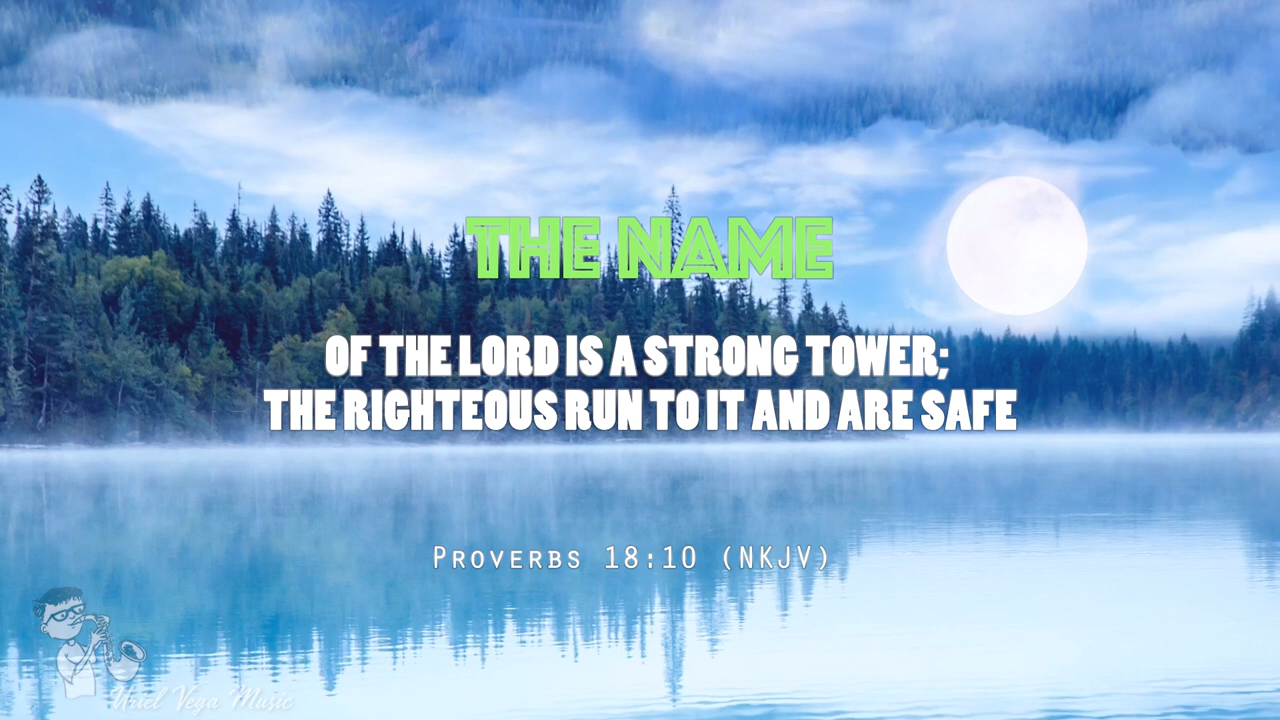 THE NAME
OF THE LORD IS A STRONG TOWER;
THE RIGHTEOUS RUN TO IT AND ARE SAFE
Proverbs 18:10 (NKJV)
Uriel Vega Music